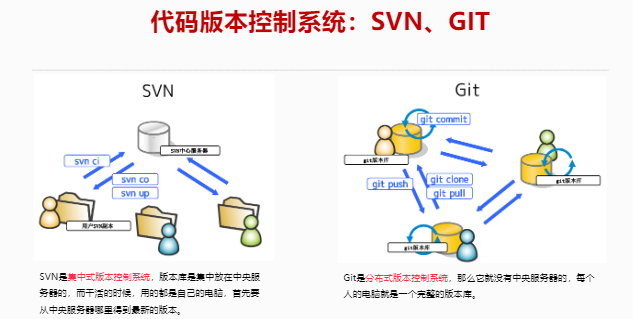 代码版本控制系统：SVN、GIT
SVN
SVN中心服务器
svn ci
svn co
svn up
用户SVN副本
SVN是集中式版本控制系统，版本库是集中放在中央服
务器的，而干活的时候，用的都是自己的电脑，首先要
从中央服务器哪里得到最新的版本。
Git
git commit
git版本库
git版本库
git push
git clone
git pull
git版本库
Git是分布式版本控制系统，那么它就没有中央服务器的，每个
人的电脑就是一个完整的版本库。